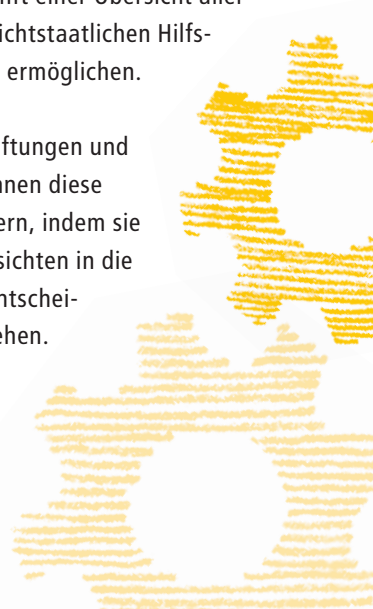 einer Übersicht aller
ichtstaatlichen Hilfs-
ermöglichen.
ftungen und
nnen diese
ern, indem sie
sichten in die
ntschei-
ehen.